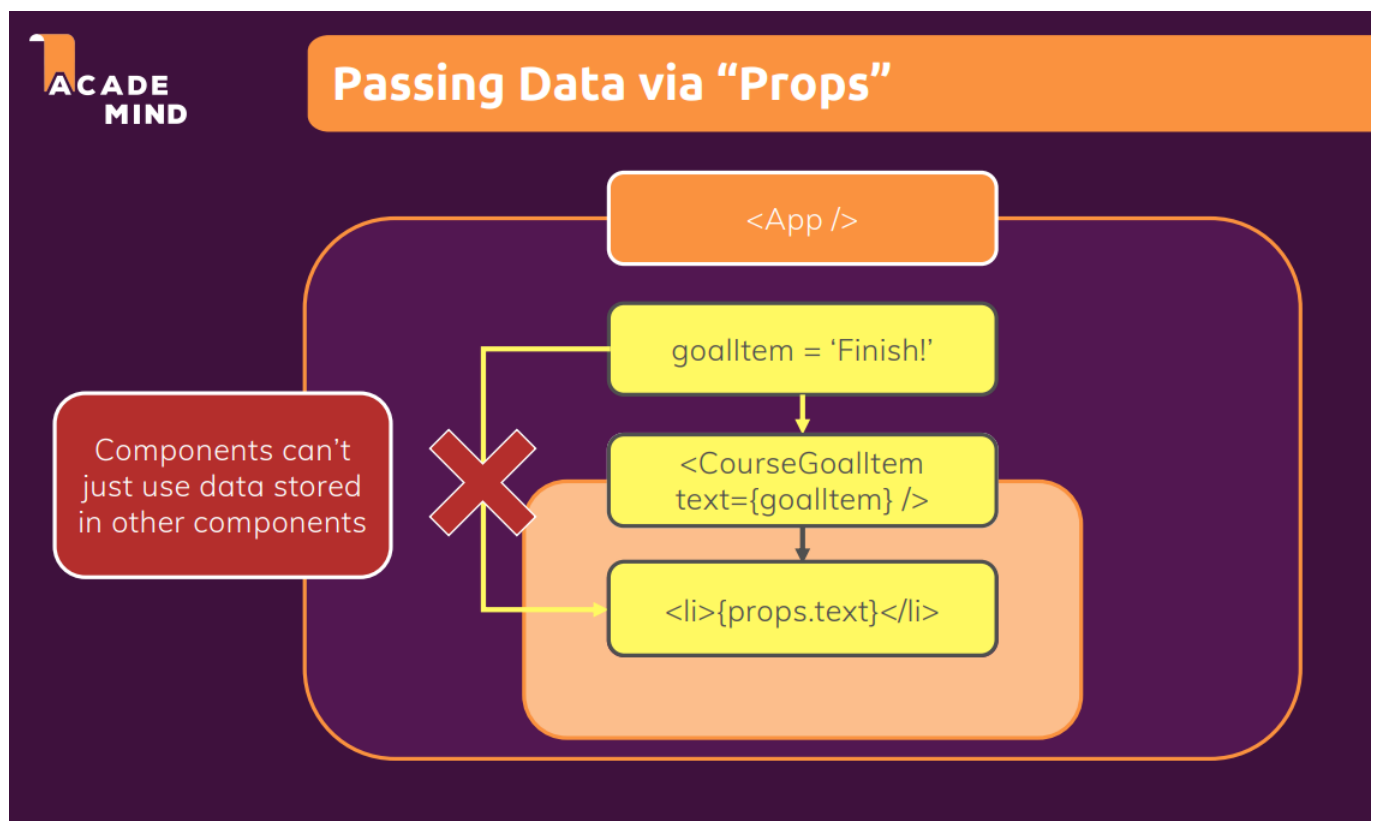 ACADE
MIND
Passing Data via “Props”
<App />
goalItem = ‘Finish!’
Components can’t
just use data stored
in other components
<CourseGoalItem
text={goalItem} />
<li>{props.text}</li>